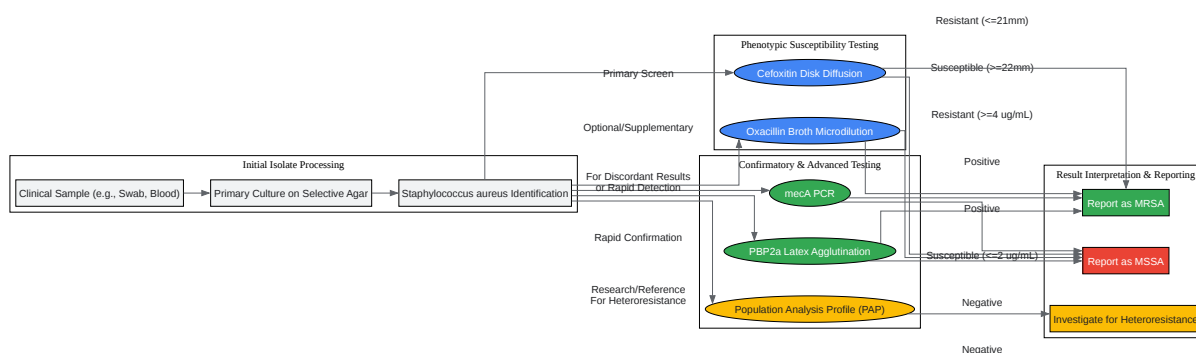 Resistant (<=21mm)
Phenotypic Susceptibility Testing
Primary Screen
Cefoxitin Disk Diffusion
Susceptible (>=22mm)
Resistant (>=4 ug/mL)
Optional/Supplementary
Oxacillin Broth Microdilution
Initial Isolate Processing
Confirmatory & Advanced Testing
Positive
Clinical Sample (e.g., Swab, Blood)
Primary Culture on Selective Agar
Staphylococcus aureus Identification
For Discordant Results
or Rapid Detection
mecA PCR
Result Interpretation & Reporting
Report as MRSA
Positive
Rapid Confirmation
PBP2a Latex Agglutination
Susceptible (<=2 ug/mL)
Report as MSSA
Research/Reference
For Heteroresistance
Population Analysis Profile (PAP)
Negative
Investigate for Heteroresistance
Negative